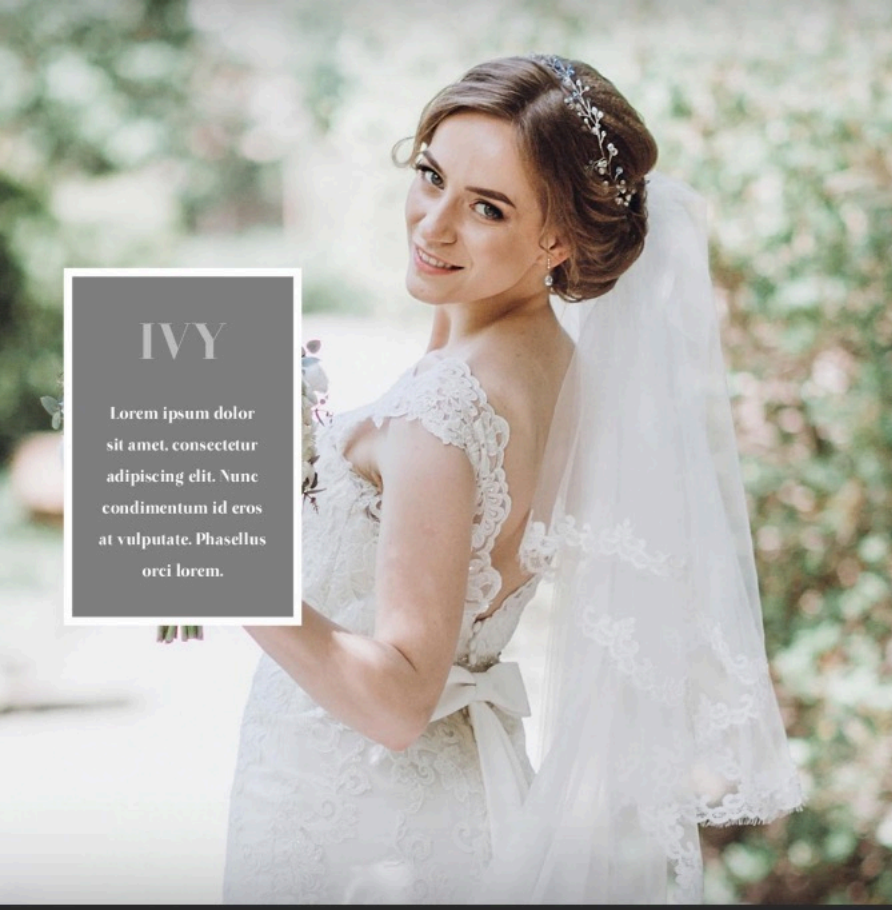 IVY
Lorem ipsum dolor
sit amet, consectetur
adipiscing elit. Nunc
condimentum id eros
at vulputate. Phasellus
orci lorem.